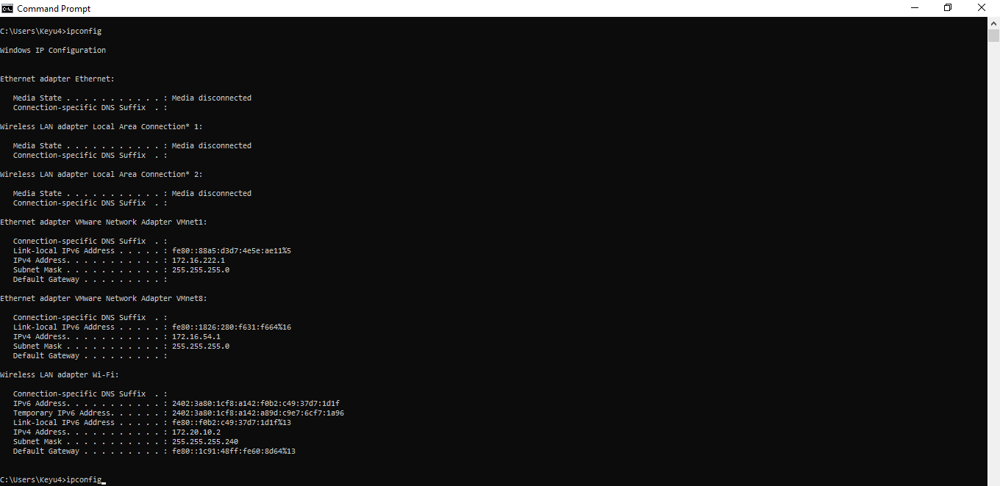 Command Prompt
C:\Users\Keyu4>ipconfig
Windows IP Configuration
Ethernet adapter Ethernet:
Media State . . . . . . . . . . . : Media disconnected
Connection-specific DNS Suffix  . :
Wireless LAN adapter Local Area Connection* 1:
Media State . . . . . . . . . . . : Media disconnected
Connection-specific DNS Suffix  . :
Wireless LAN adapter Local Area Connection* 2:
Media State . . . . . . . . . . . : Media disconnected
Connection-specific DNS Suffix  . :
Ethernet adapter VMware Network Adapter VMnet1:
Connection-specific DNS Suffix  . :
Link-local IPv6 Address . . . . . : fe80::88a5:d3d7:4e5e:ae11%5
IPv4 Address. . . . . . . . . . . : 172.16.222.1
Subnet Mask . . . . . . . . . . . : 255.255.255.0
Default Gateway . . . . . . . . . :
Ethernet adapter VMware Network Adapter VMnet8:
Connection-specific DNS Suffix  . :
Link-local IPv6 Address . . . . . : fe80::1826:280:f631:f664%16
IPv4 Address. . . . . . . . . . . : 172.16.54.1
Subnet Mask . . . . . . . . . . . : 255.255.255.0
Default Gateway . . . . . . . . . :
Wireless LAN adapter Wi-Fi:
Connection-specific DNS Suffix  . :
IPv6 Address. . . . . . . . . . . : 2402:3a80:1cf8:a142:f0b2:c49:37d7:1d1f
Temporary IPv6 Address. . . . . . : 2402:3a80:1cf8:a142:a89d:c9e7:6cf7:1a96
Link-local IPv6 Address . . . . . : fe80::f0b2:c49:37d7:1d1f%13
IPv4 Address. . . . . . . . . . . : 172.20.10.2
Subnet Mask . . . . . . . . . . . : 255.255.255.240
Default Gateway . . . . . . . . . : fe80::1c91:48ff:fe60:8d64%13
C:\Users\Keyu4>ipconfig